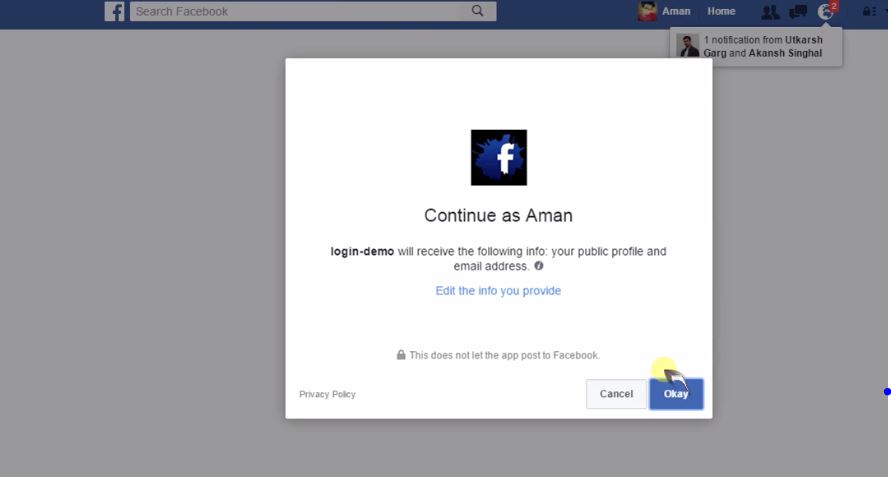 f Search Facebook Aman Home 2
1 notification from Utkarsh
Garg and Akansh Singhal
f
Continue as Aman
login-demo will receive the following info: your public profile and
email address. i
Edit the info you provide
This does not let the app post to Facebook.
Privacy Policy Cancel Okay